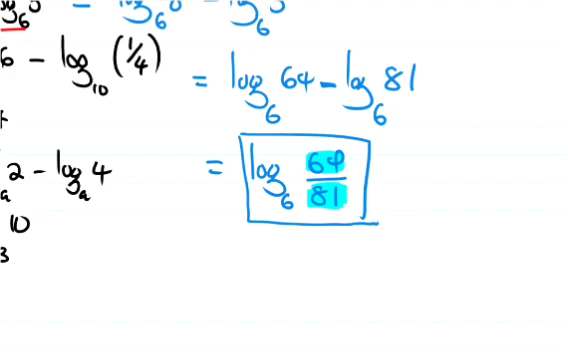 6 - log₁₀ (1/4)
= log₆ 64 - log₆ 81
2 - logₐ 4
= log₆ 64/81
10
3